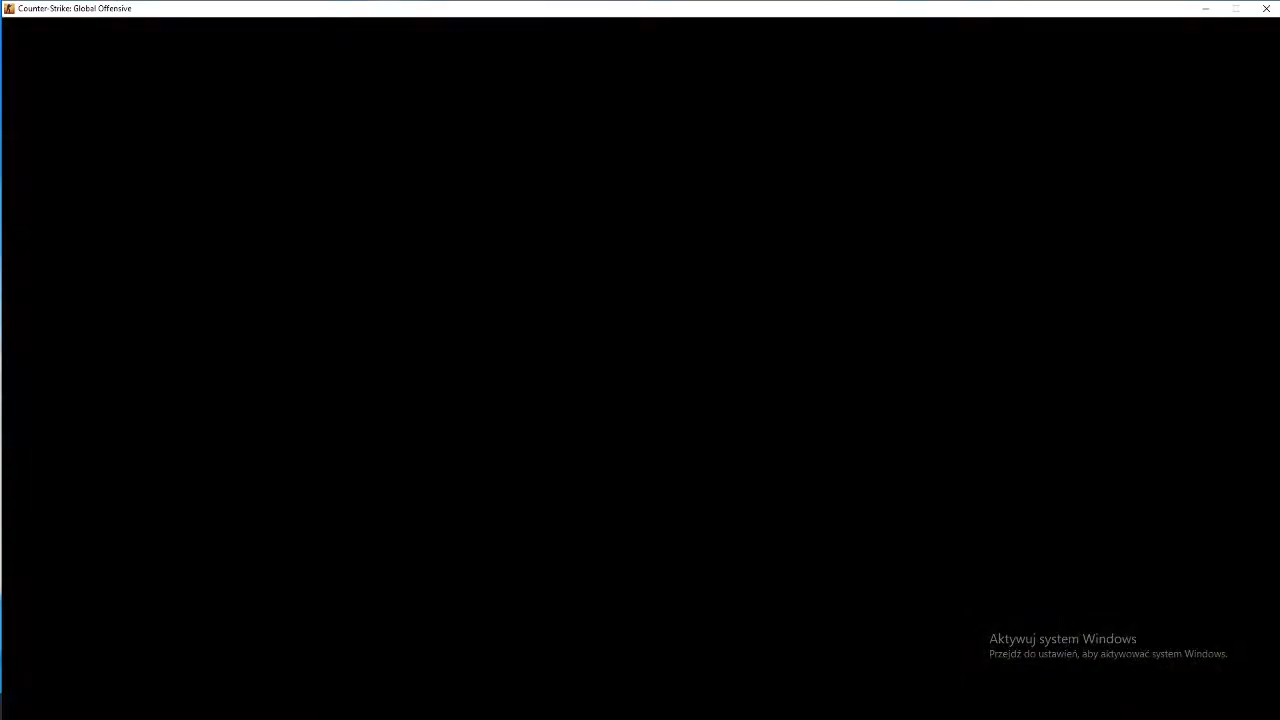 Counter-Strike: Global Offensive
Aktywuj system Windows
Przejdź do ustawień, aby aktywować system Windows.